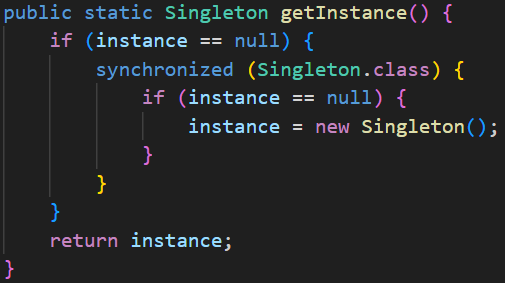 public static Singleton getInstance() {
    if (instance == null) {
        synchronized (Singleton.class) {
            if (instance == null) {
                instance = new Singleton();
            }
        }
    }
    return instance;
}